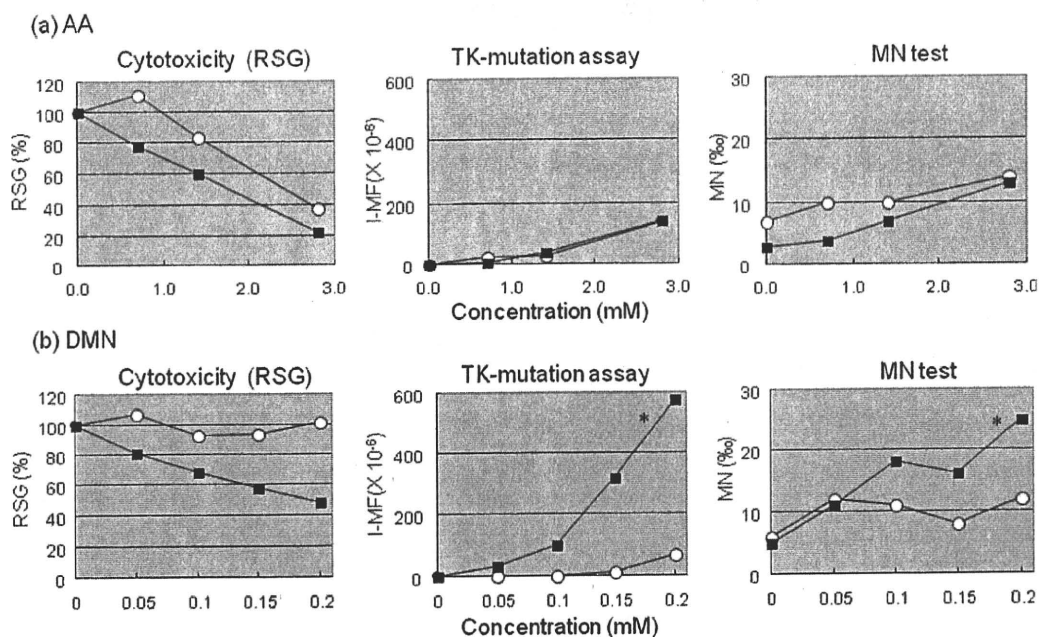 (a) AA
Cytotoxicity (RSG)
120
100
80
60
40
20
0
RSG (%)
0.0 1.0 2.0 3.0
TK-mutation assay
600
400
200
0
I-MF(X 10⁻⁶)
0.0 1.0 2.0 3.0
Concentration (mM)
MN test
30
20
10
0
MN (‰)
0.0 1.0 2.0 3.0
(b) DMN
Cytotoxicity (RSG)
120
100
80
60
40
20
0
RSG (%)
0 0.05 0.1 0.15 0.2
TK-mutation assay
600
400
200
0
I-MF(X 10⁻⁶)
*
0 0.05 0.1 0.15 0.2
Concentration (mM)
MN test
30
20
10
0
MN (‰)
*
0 0.05 0.1 0.15 0.2